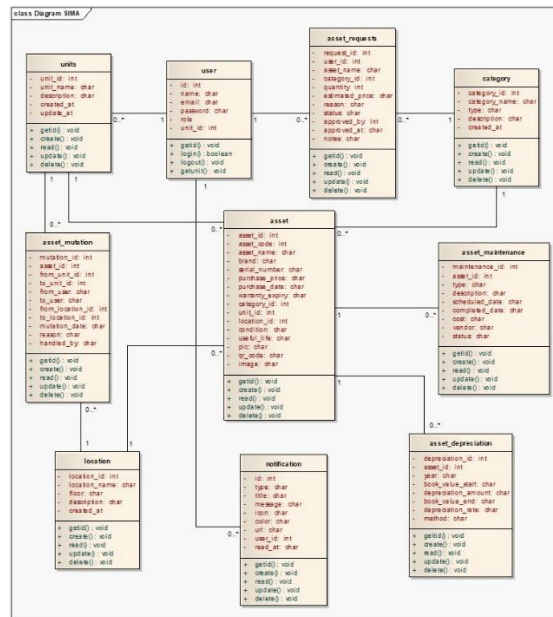 class Diagram SIMA
units
- unit_id: int
- unit_name: char
- description: char
- created_at
- update_at
+ getid() : void
+ create() : void
+ read() : void
+ update() : void
+ delete() : void
user
- id: int
- name: char
- email: char
- password: char
- role
- unit_id: int
+ getid() : void
+ login() : boolean
+ logout() : void
+ getunit() : void
asset_requests
- request_id: int
- user_id: int
- asset_name: char
- category_id: int
- quantity: int
- estimated_price: char
- reason: char
- status: char
- approved_by: int
- approved_at: char
- notes: char
+ getid() : void
+ create() : void
+ read() : void
+ update() : void
+ delete() : void
category
- category_id: int
- category_name: char
- type: char
- description: char
- created_at
+ getid() : void
+ create() : void
+ read() : void
+ update() : void
+ delete() : void
0..* 1 1 0..* 0..* 1
1 1 1 1
asset_mutation
- mutation_id: int
- asset_id: int
- from_unit_id: int
- to_unit_id: int
- from_user: char
- to_user: char
- from_location_id: int
- to_location_id: int
- mutation_date: char
- reason: char
- handled_by: char
+ getid() : void
+ create() : void
+ read() : void
+ update() : void
+ delete() : void
0..* 0..* 0..*
asset
- asset_id: int
- asset_code: int
- asset_name: char
- brand: char
- serial_number: char
- purchase_price: char
- purchase_date: char
- warranty_expiry: char
- category_id: int
- unit_id: int
- location_id: int
- condition: char
- useful_life: char
- pic: char
- qr_code: char
- image: char
+ getid() : void
+ create() : void
+ read() : void
+ update() : void
+ delete() : void
asset_maintenance
- maintenance_id: int
- asset_id: int
- type: char
- description: char
- scheduled_date: char
- completed_date: char
- cost: char
- vendor: char
- status: char
+ getid() : void
+ create() : void
+ read() : void
+ update() : void
+ delete() : void
1 0..*
0..* 1
0..* 1 1 0..*
location
- location_id: int
- location_name: char
- floor: char
- description: char
- created_at
+ getid() : void
+ create() : void
+ read() : void
+ update() : void
+ delete() : void
notification
- id: int
- type: char
- title: char
- message: char
- icon: char
- color: char
- url: char
- user_id: int
- read_at: char
+ getid() : void
+ create() : void
+ read() : void
+ update() : void
+ delete() : void
0..*
asset_depreciation
- depreciation_id: int
- asset_id: int
- year: char
- book_value_start: char
- depreciation_amount: char
- book_value_end: char
- depreciation_rate: char
- method: char
+ getid() : void
+ create() : void
+ read() : void
+ update() : void
+ delete() : void